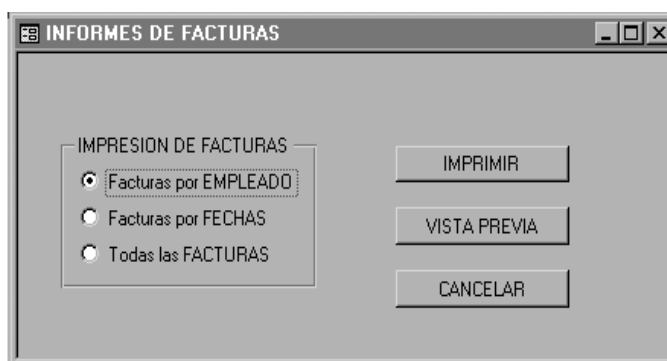 INFORMES DE FACTURAS
IMPRESION DE FACTURAS
Facturas por EMPLEADO
Facturas por FECHAS
Todas las FACTURAS
IMPRIMIR
VISTA PREVIA
CANCELAR